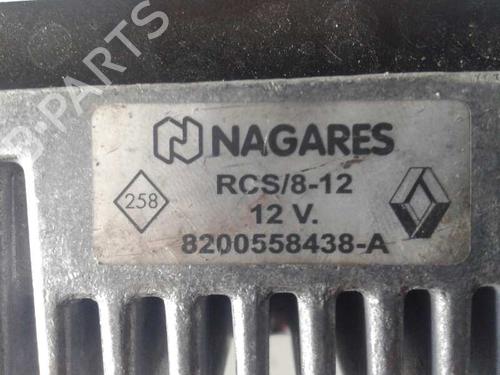 NAGARES
RCS/8-12
258
12 V.
8200558438-A
B-PARTS